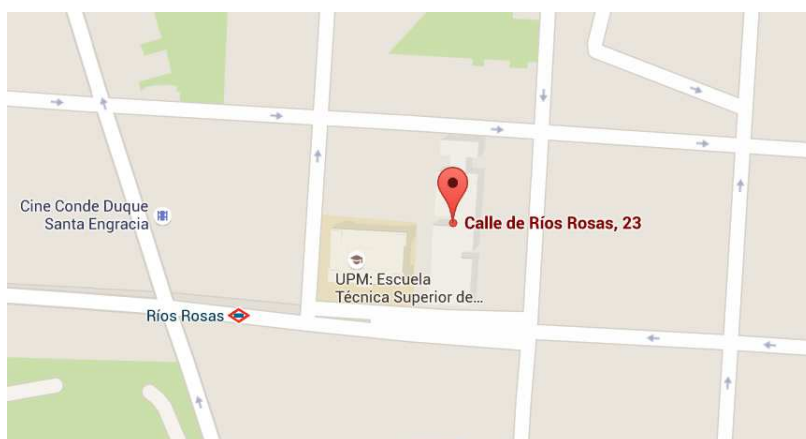 Cine Conde Duque
Santa Engracia
Calle de Ríos Rosas, 23
UPM: Escuela
Técnica Superior de...
Ríos Rosas